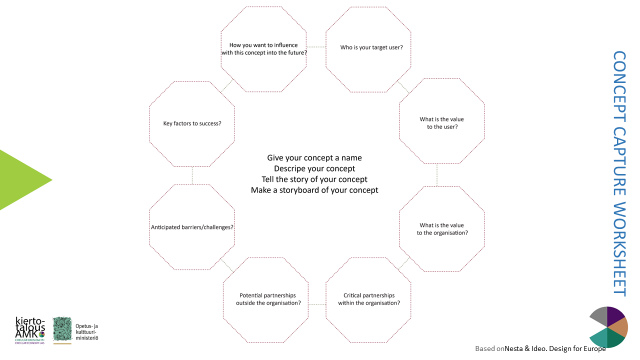 How you want to influence
with this concept into the future?
Who is your target user?
Key factors to success?
What is the value
to the user?
Give your concept a name
Descripe your concept
Tell the story of your concept
Make a storyboard of your concept
Anticipated barriers/challenges?
What is the value
to the organisation?
Potential partnerships
outside the organisation?
Critical partnerships
within the organisation?
CONCEPT CAPTURE WORKSHEET
kierto-
talous
AMK
Opetus- ja
kulttuuri-
ministeriö
Based onNesta & Ideo. Design for Europe